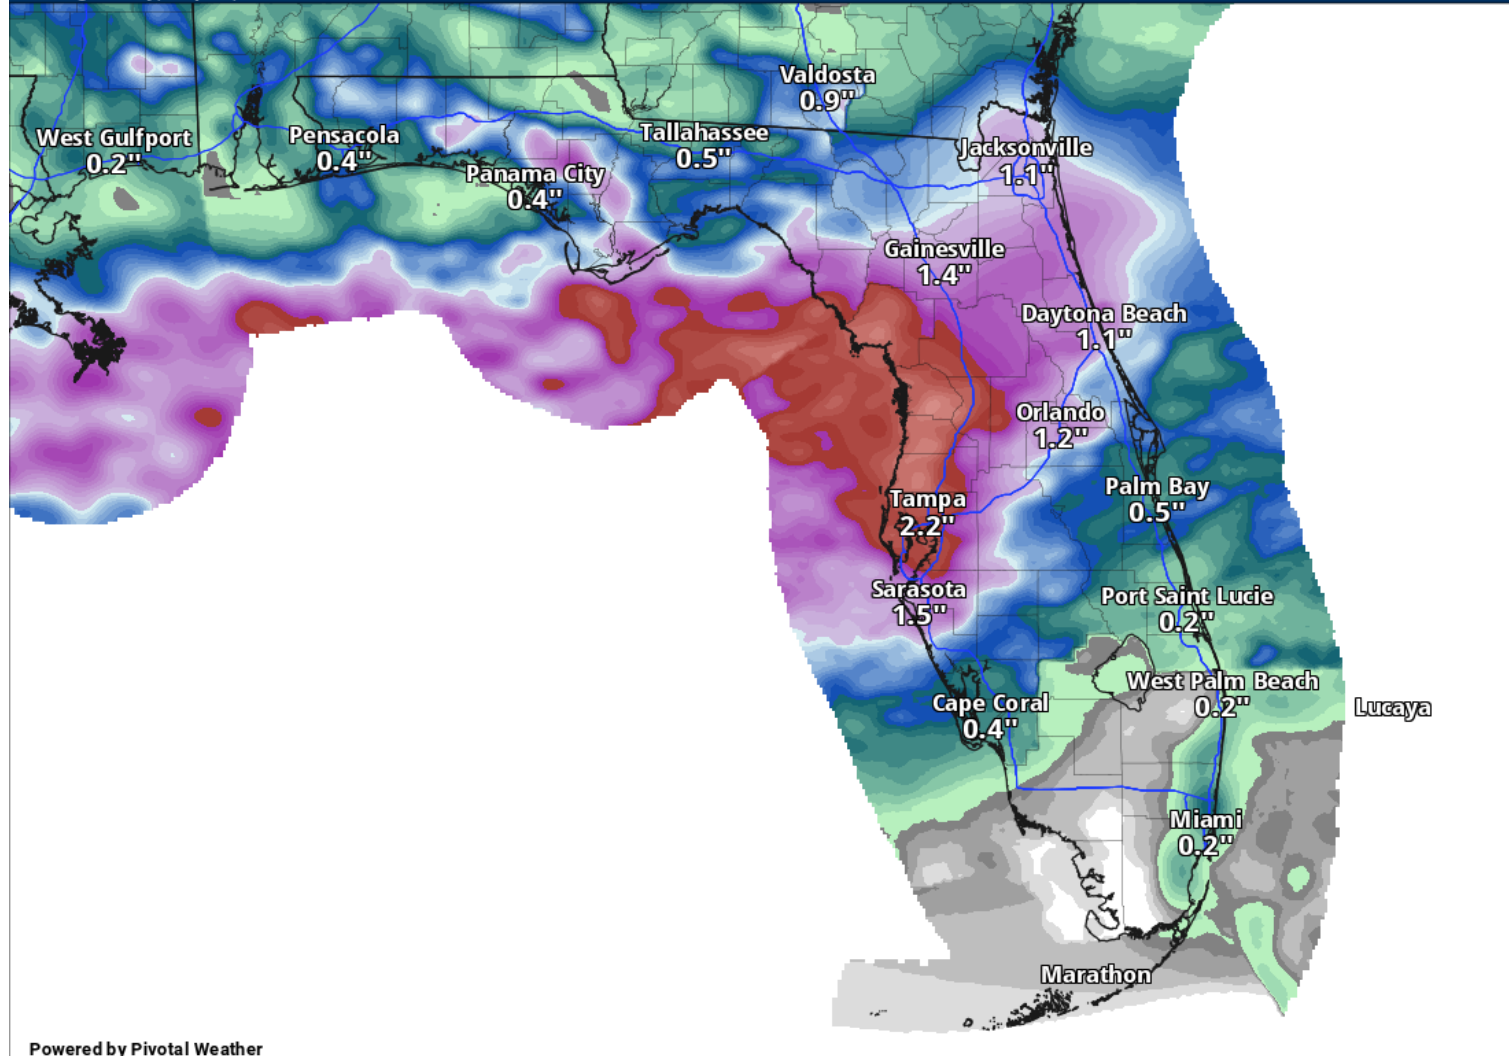 Valdosta
0.9"
West Gulfport
0.2"
Pensacola
0.4"
Tallahassee
0.5"
Jacksonville
1.1"
Panama City
0.4"
Gainesville
1.4"
Daytona Beach
1.1"
Orlando
1.2"
Tampa
2.2"
Palm Bay
0.5"
Sarasota
1.5"
Port Saint Lucie
0.2"
West Palm Beach
0.2"
Cape Coral
0.4"
Lucaya
Miami
0.2"
Marathon
Powered by Pivotal Weather